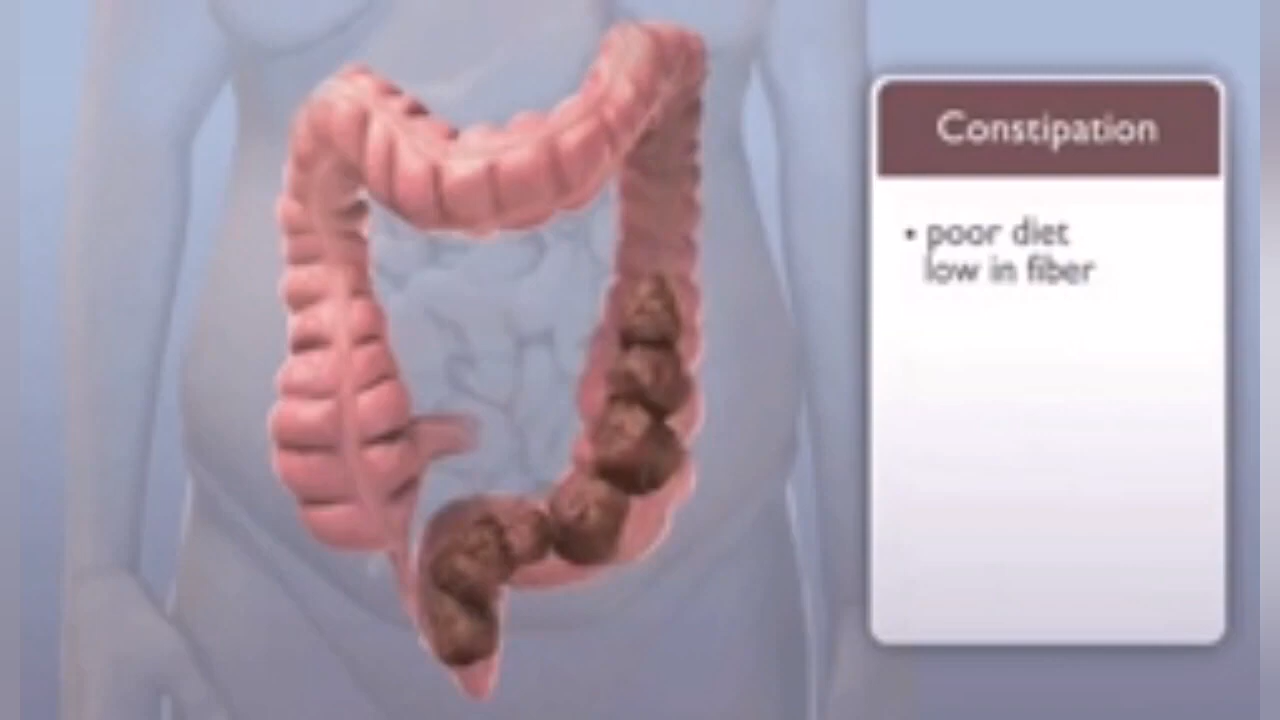 Constipation
• poor diet
low in fiber